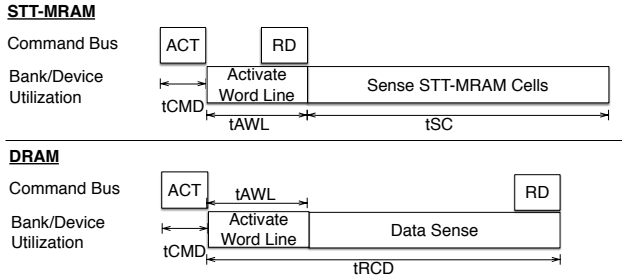 STT-MRAM
Command Bus ACT RD
Bank/Device Utilization
Activate Word Line
Sense STT-MRAM Cells
tCMD
tAWL
tSC
DRAM
Command Bus ACT tAWL RD
Bank/Device Utilization
Activate Word Line
Data Sense
tCMD
tRCD